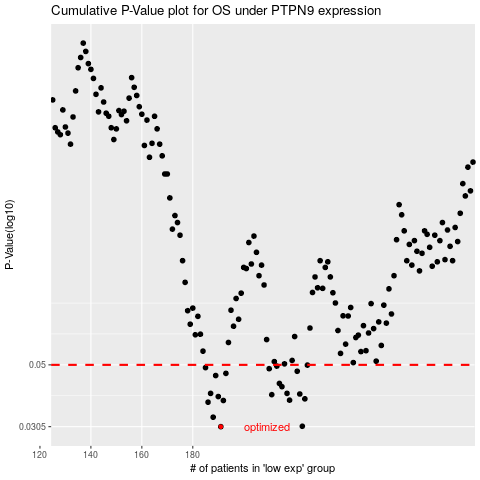 Cumulative P-Value plot for OS under PTPN9 expression
P-Value(log10)
0.05
0.0305
optimized
120 140 160 180
# of patients in 'low exp' group